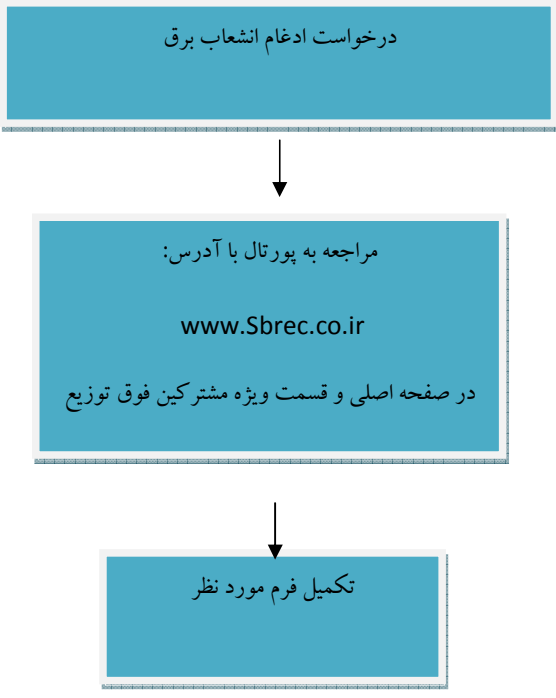 درخواست ادغام انشعاب برق
مراجعه به پورتال با آدرس:
www.Sbrec.co.ir
در صفحه اصلی و قسمت ویژه مشترکین فوق توزیع
تکمیل فرم مورد نظر